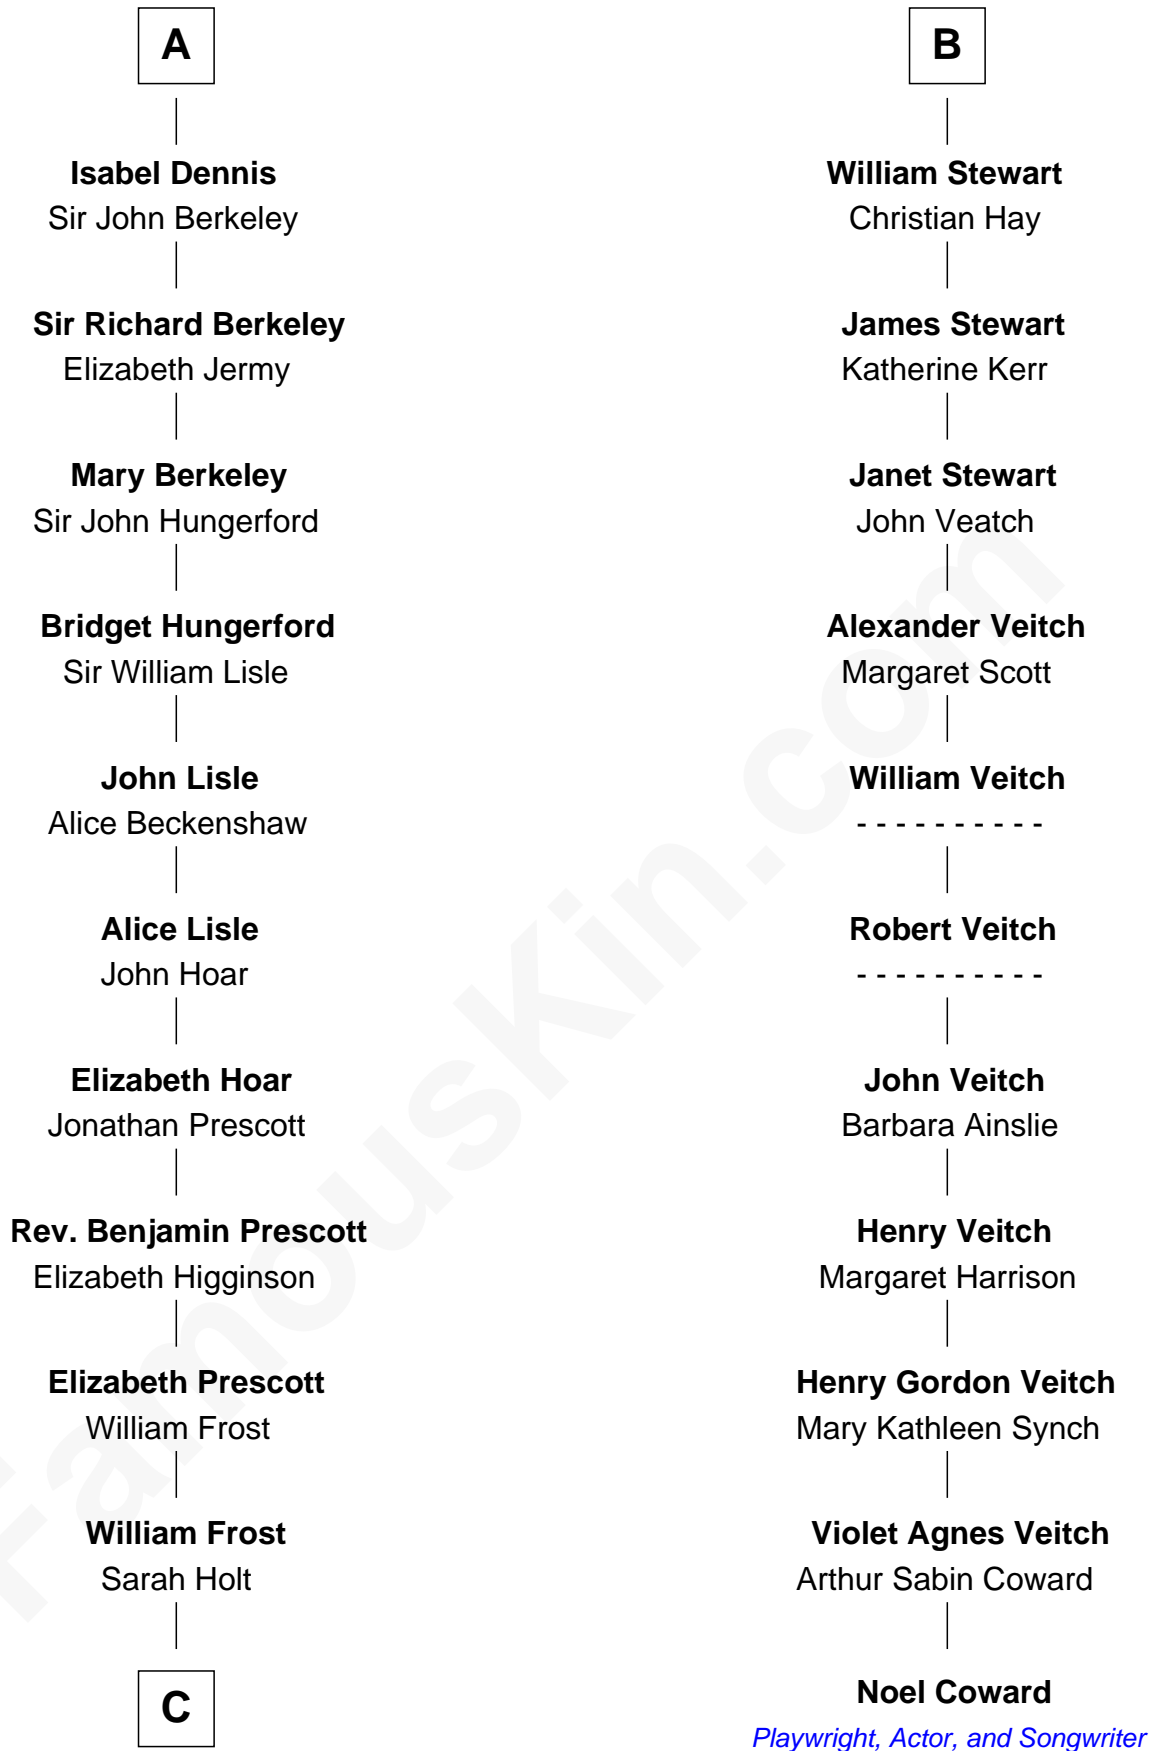 A
Isabel Dennis
Sir John Berkeley
Sir Richard Berkeley
Elizabeth Jermy
Mary Berkeley
Sir John Hungerford
Bridget Hungerford
Sir William Lisle
John Lisle
Alice Beckenshaw
Alice Lisle
John Hoar
Elizabeth Hoar
Jonathan Prescott
Rev. Benjamin Prescott
Elizabeth Higginson
Elizabeth Prescott
William Frost
William Frost
Sarah Holt
C
B
William Stewart
Christian Hay
James Stewart
Katherine Kerr
Janet Stewart
John Veatch
Alexander Veitch
Margaret Scott
William Veitch
- - - - - - - - - -
Robert Veitch
- - - - - - - - - -
John Veitch
Barbara Ainslie
Henry Veitch
Margaret Harrison
Henry Gordon Veitch
Mary Kathleen Synch
Violet Agnes Veitch
Arthur Sabin Coward
Noel Coward
Playwright, Actor, and Songwriter
FamousKin.com